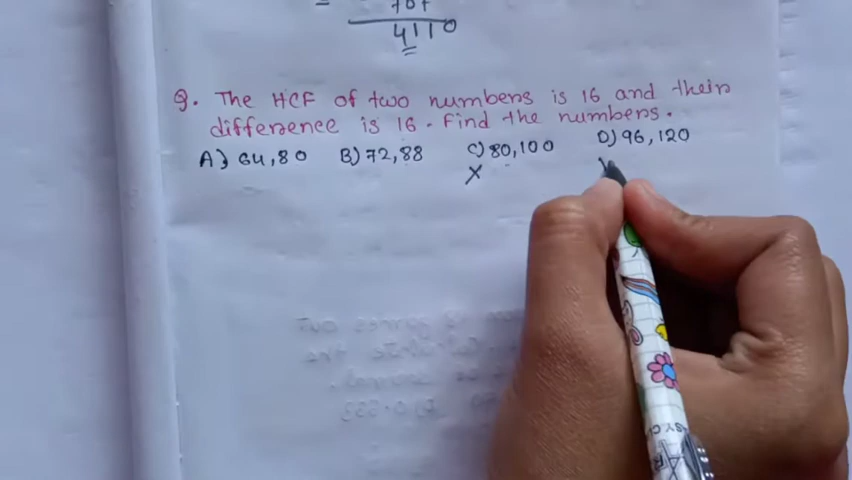 4110
Q. The HCF of two numbers is 16 and their
difference is 16. Find the numbers.
A) 64,80 B) 72,88 C) 80,100 D) 96,120
X